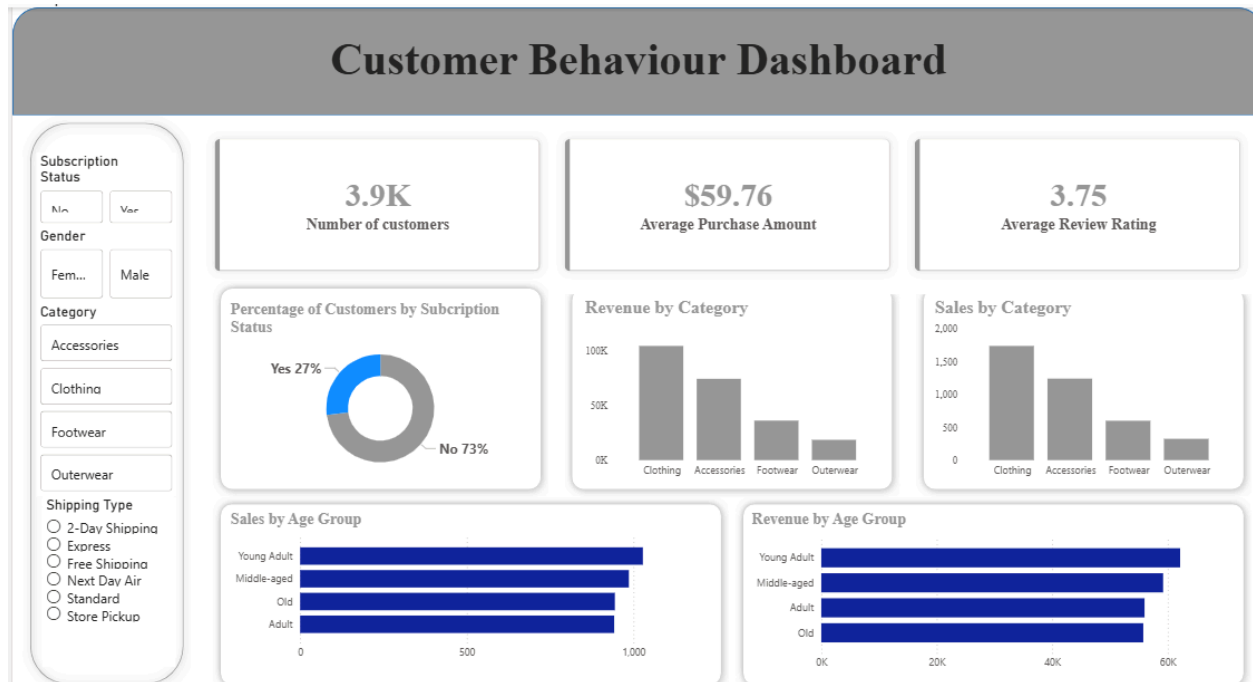 Customer Behaviour Dashboard
Subscription
Status
No
Yes
Gender
Fem...
Male
Category
Accessories
Clothing
Footwear
Outerwear
Shipping Type
2-Day Shipping
Express
Free Shipping
Next Day Air
Standard
Store Pickup
3.9K
Number of customers
$59.76
Average Purchase Amount
3.75
Average Review Rating
Percentage of Customers by Subcription
Status
Yes 27%
No 73%
Revenue by Category
100K
50K
0K
Clothing
Accessories
Footwear
Outerwear
Sales by Category
2,000
1,500
1,000
500
0
Clothing
Accessories
Footwear
Outerwear
Sales by Age Group
Young Adult
Middle-aged
Old
Adult
0
500
1,000
Revenue by Age Group
Young Adult
Middle-aged
Adult
Old
0K
20K
40K
60K